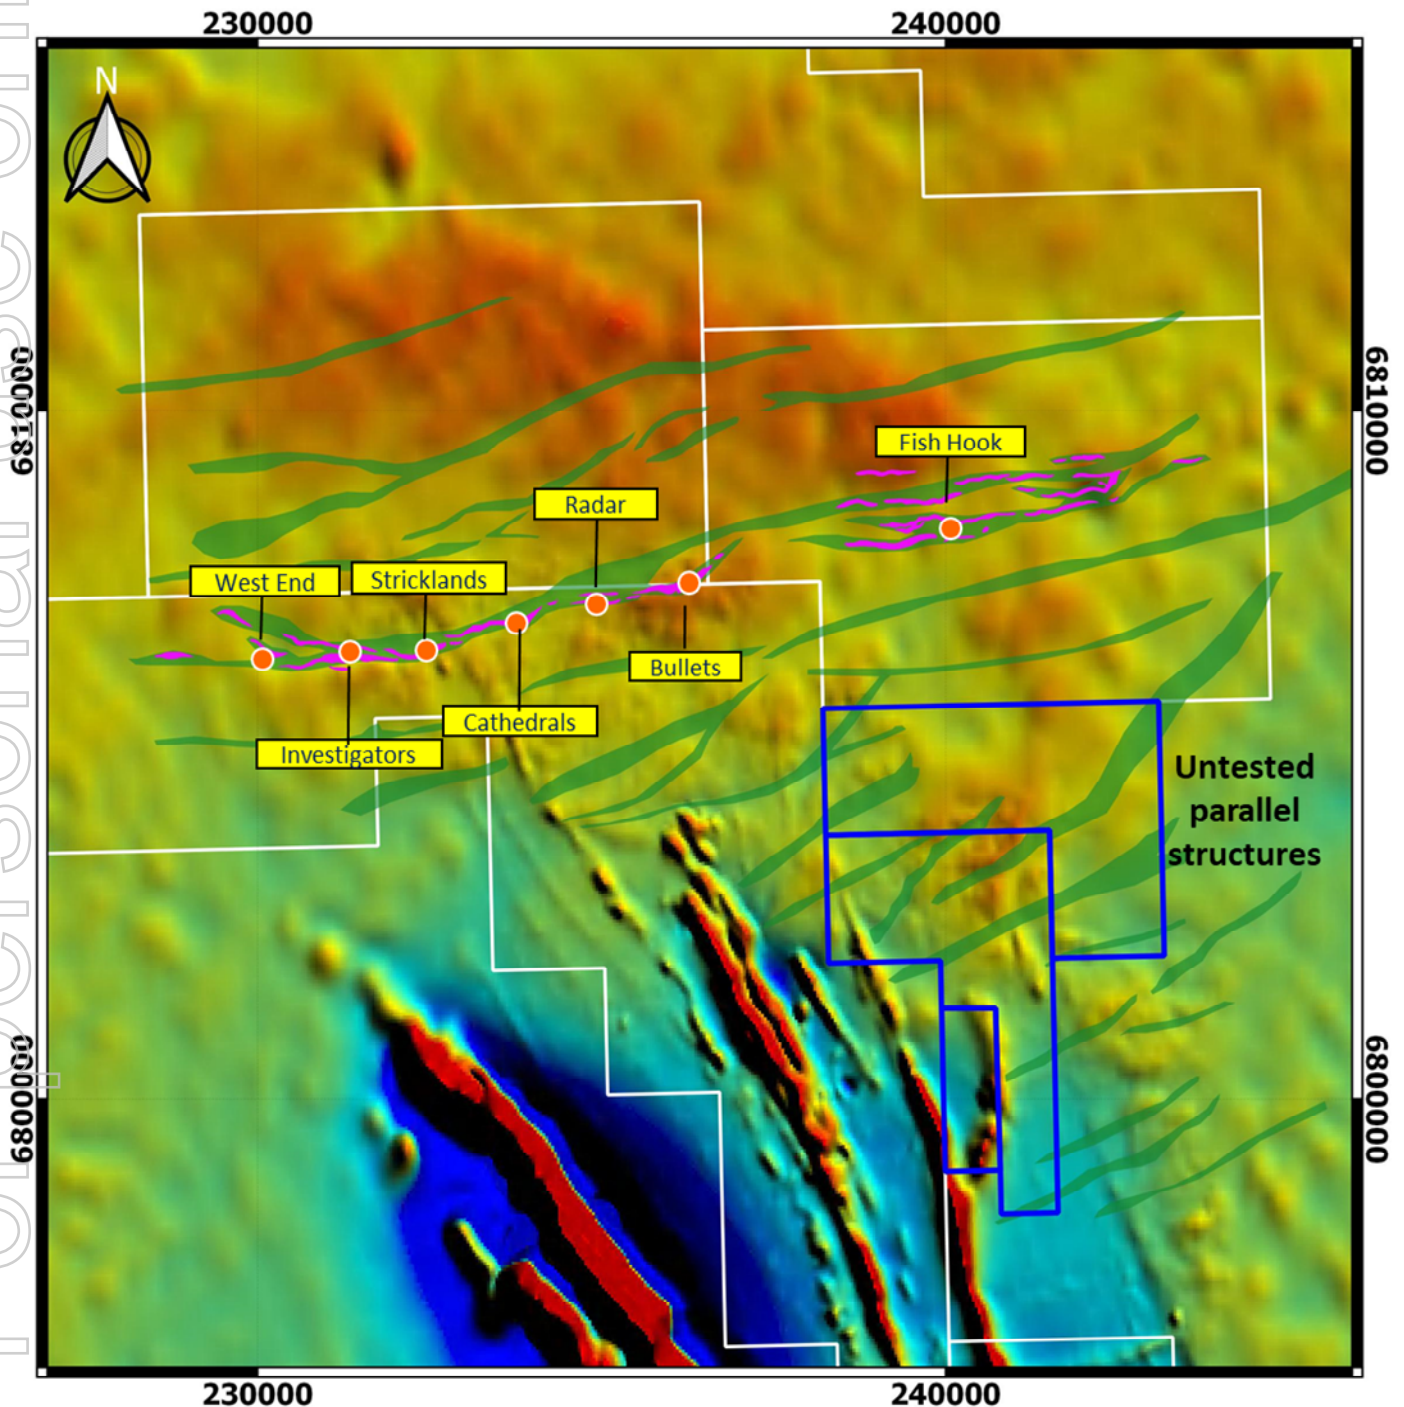 230000 240000
N
6810000
6810000
Fish Hook
Radar
West End
Stricklands
Bullets
Cathedrals
Investigators
Untested
parallel
structures
6800000
6800000
230000 240000